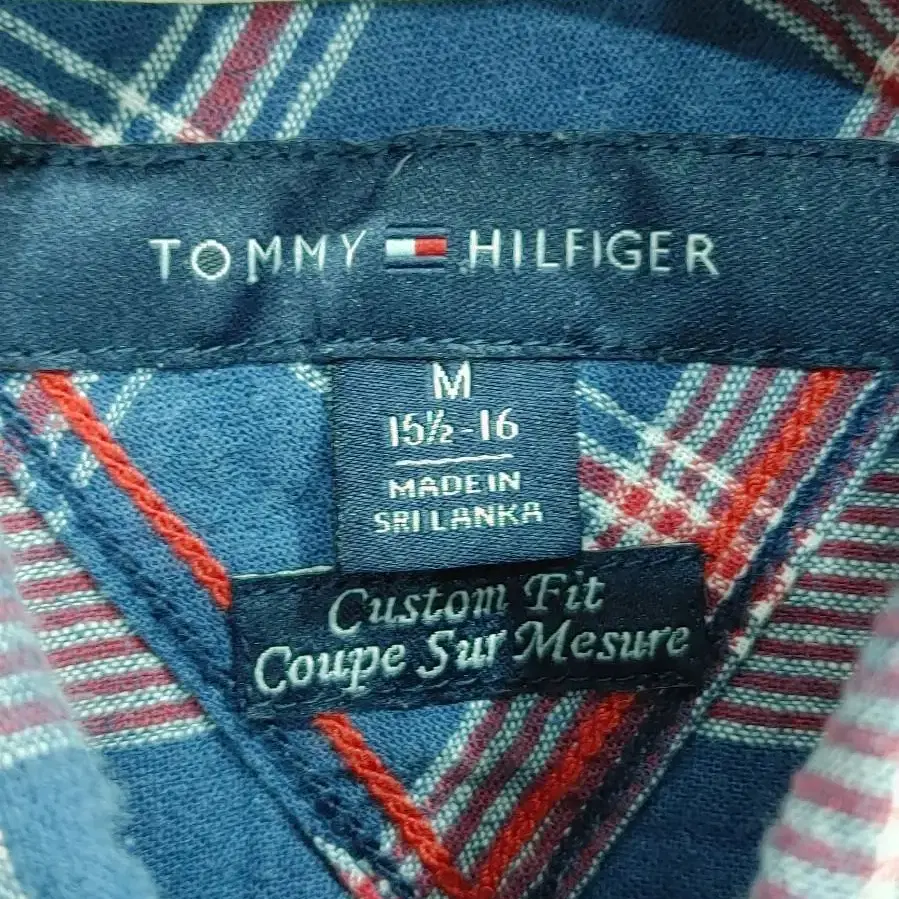 TOMMY HILFIGER
M
15½-16
MADE IN
SRI LANKA
Custom Fit
Coupe Sur Mesure